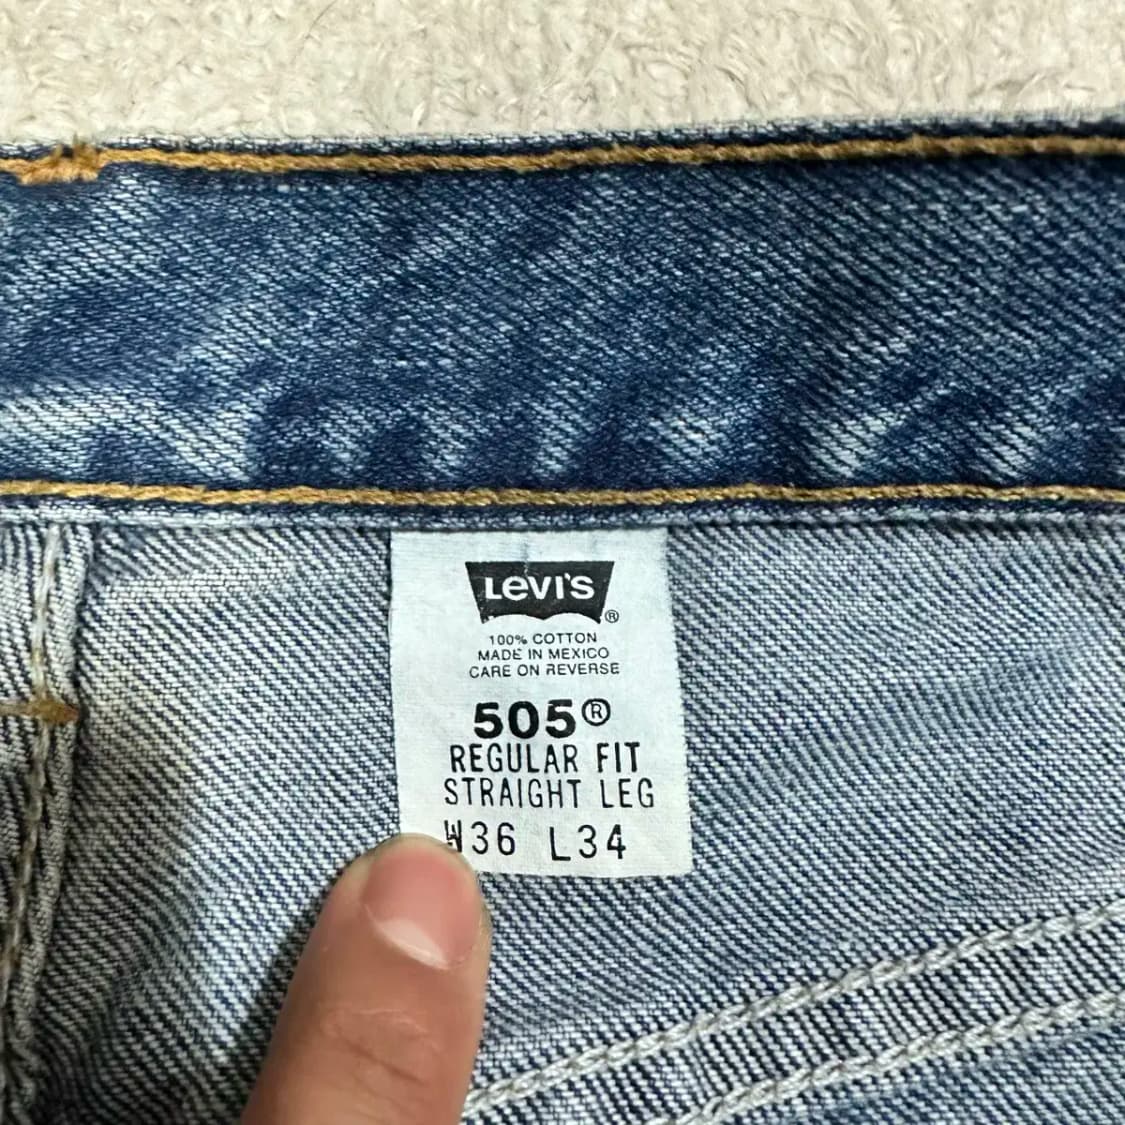 Levi's ®
100% COTTON
MADE IN MEXICO
CARE ON REVERSE
505®
REGULAR FIT
STRAIGHT LEG
W36 L34